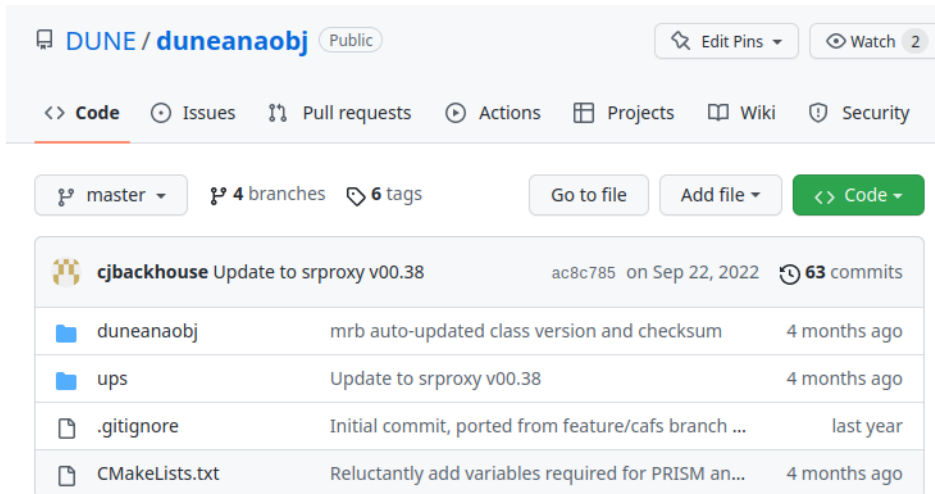 DUNE / duneanaobj Public Edit Pins Watch 2
<> Code Issues Pull requests Actions Projects Wiki Security
master 4 branches 6 tags Go to file Add file <> Code
cjbackhouse Update to srproxy v00.38 ac8c785 on Sep 22, 2022 63 commits
duneanaobj mrb auto-updated class version and checksum 4 months ago
ups Update to srproxy v00.38 4 months ago
.gitignore Initial commit, ported from feature/cafs branch ... last year
CMakeLists.txt Reluctantly add variables required for PRISM an... 4 months ago